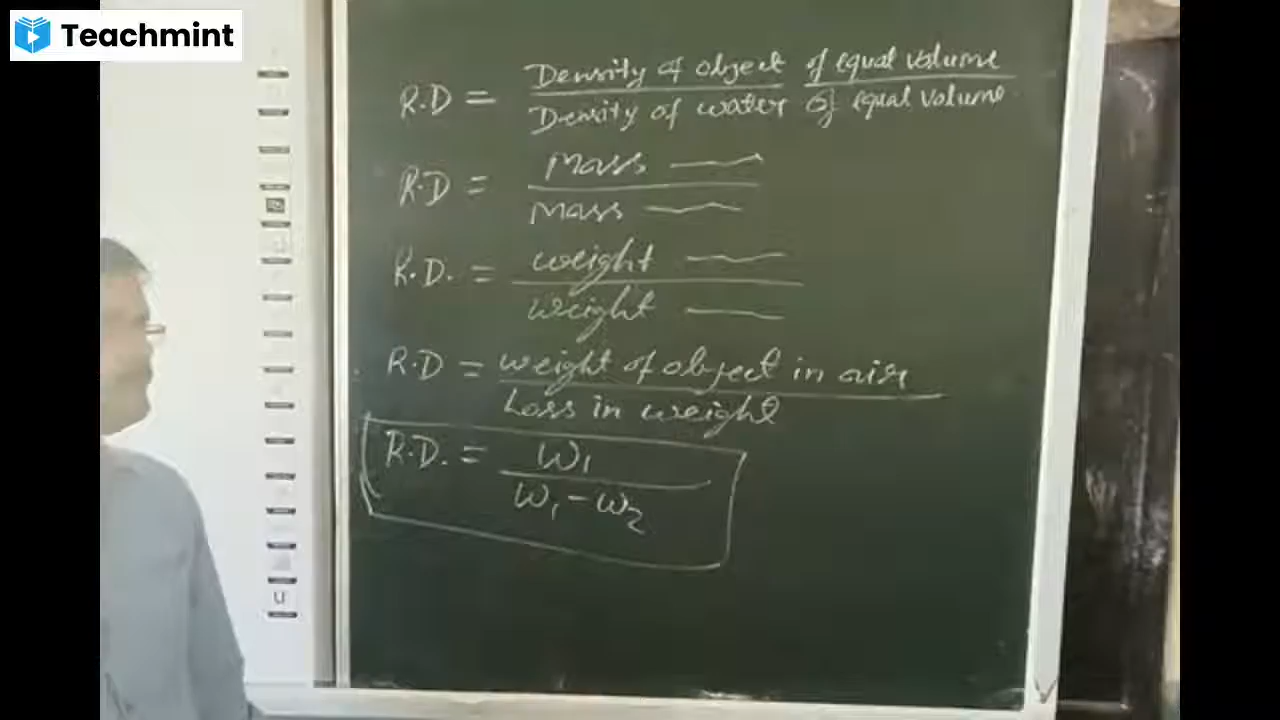 Teachmint
R.D = Density of object of equal volume
Density of water of equal volume
R.D = Mass
Mass
R.D. = weight
weight
R.D = weight of object in air
Loss in weight
R.D. = W1
W1 - W2
U